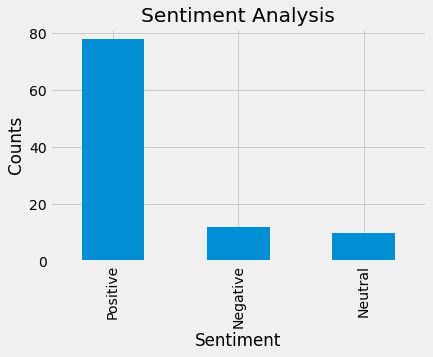 Sentiment Analysis
Counts
80
60
40
20
0
Positive
Negative
Neutral
Sentiment